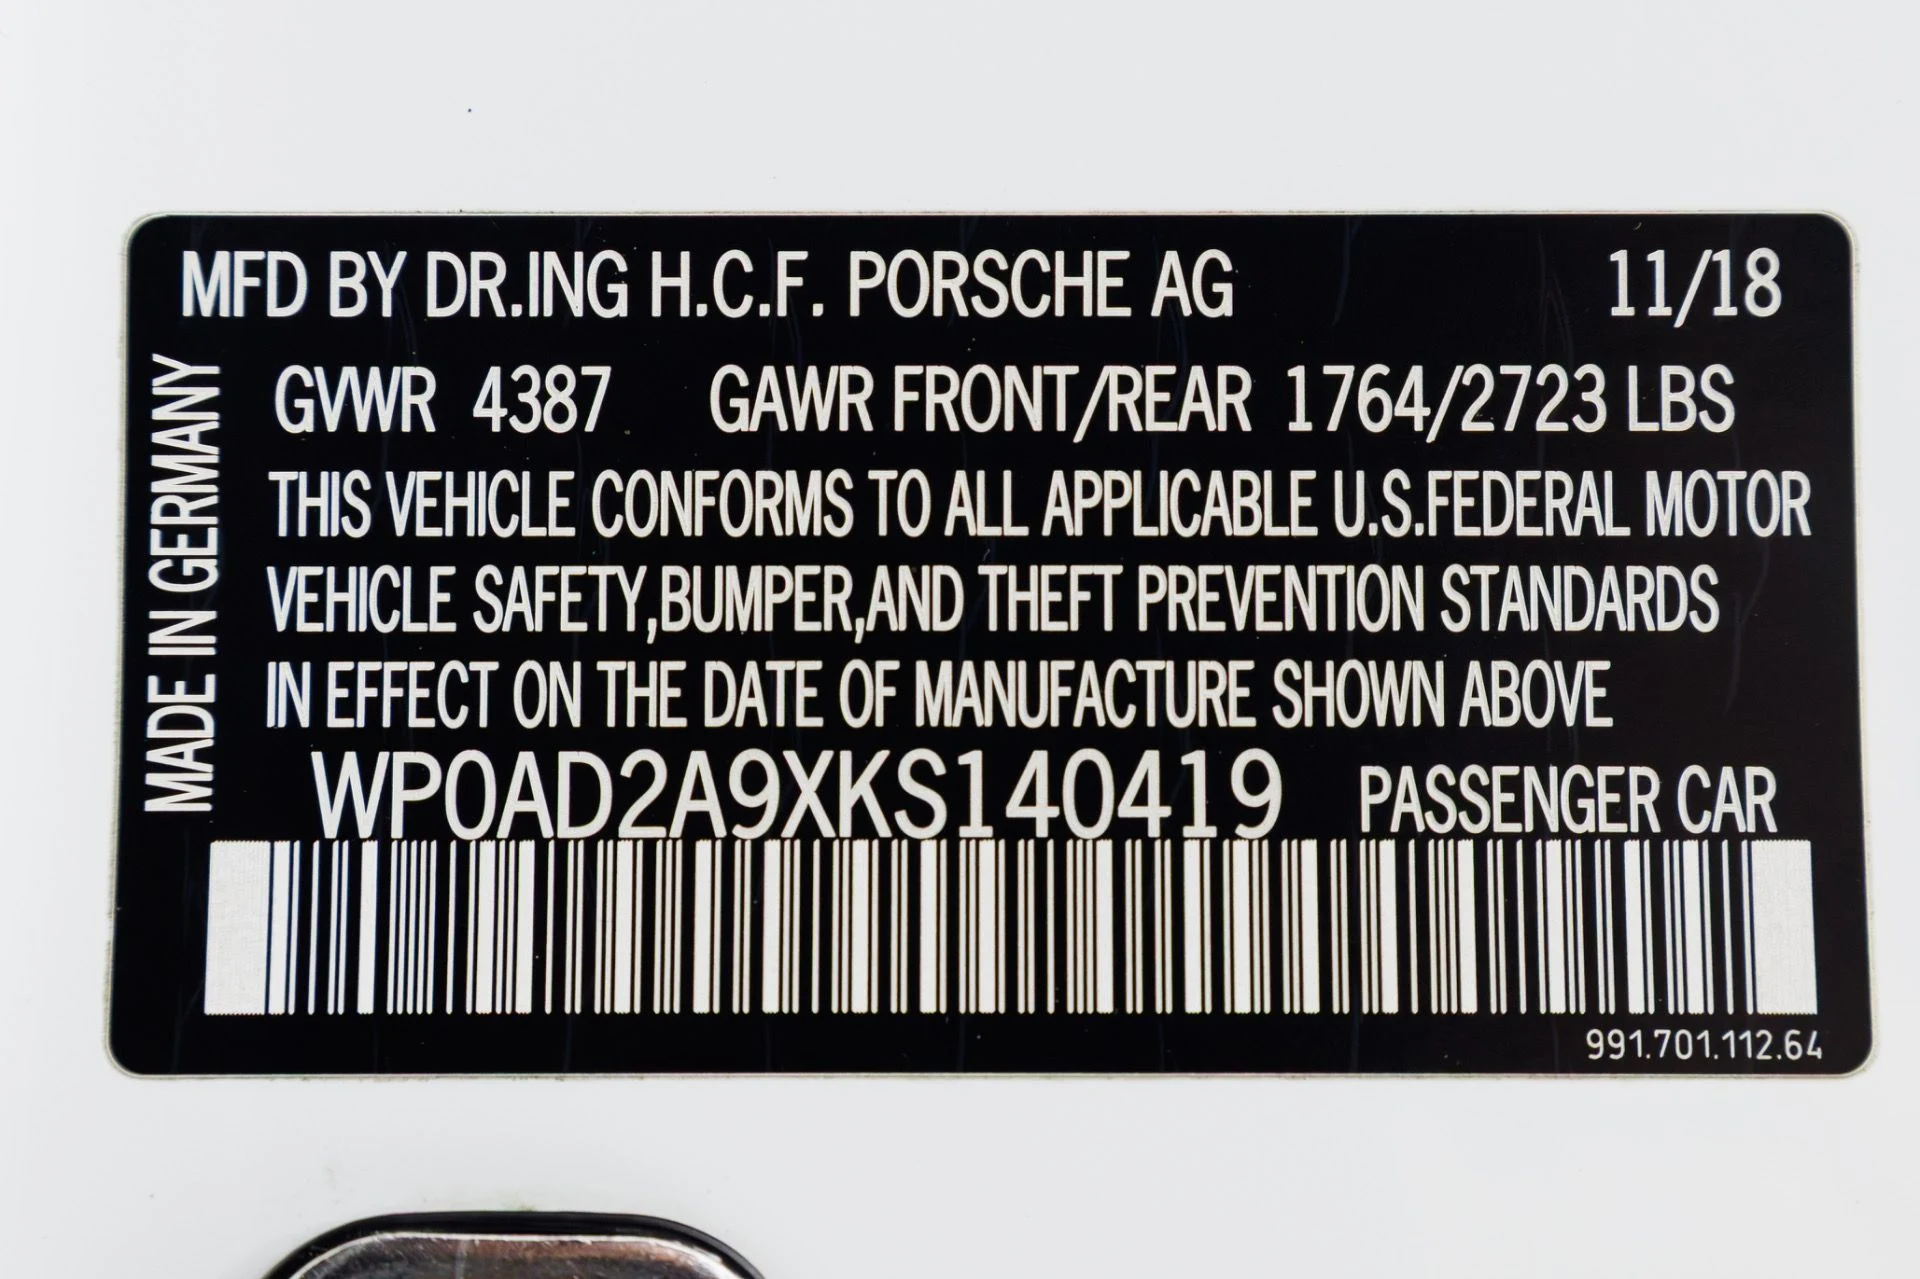 MFD BY DR.ING H.C.F. PORSCHE AG 11/18
GVWR 4387 GAWR FRONT/REAR 1764/2723 LBS
THIS VEHICLE CONFORMS TO ALL APPLICABLE U.S.FEDERAL MOTOR
VEHICLE SAFETY,BUMPER,AND THEFT PREVENTION STANDARDS
IN EFFECT ON THE DATE OF MANUFACTURE SHOWN ABOVE
WP0AD2A9XKS140419 PASSENGER CAR
991.701.112.64
MADE IN GERMANY